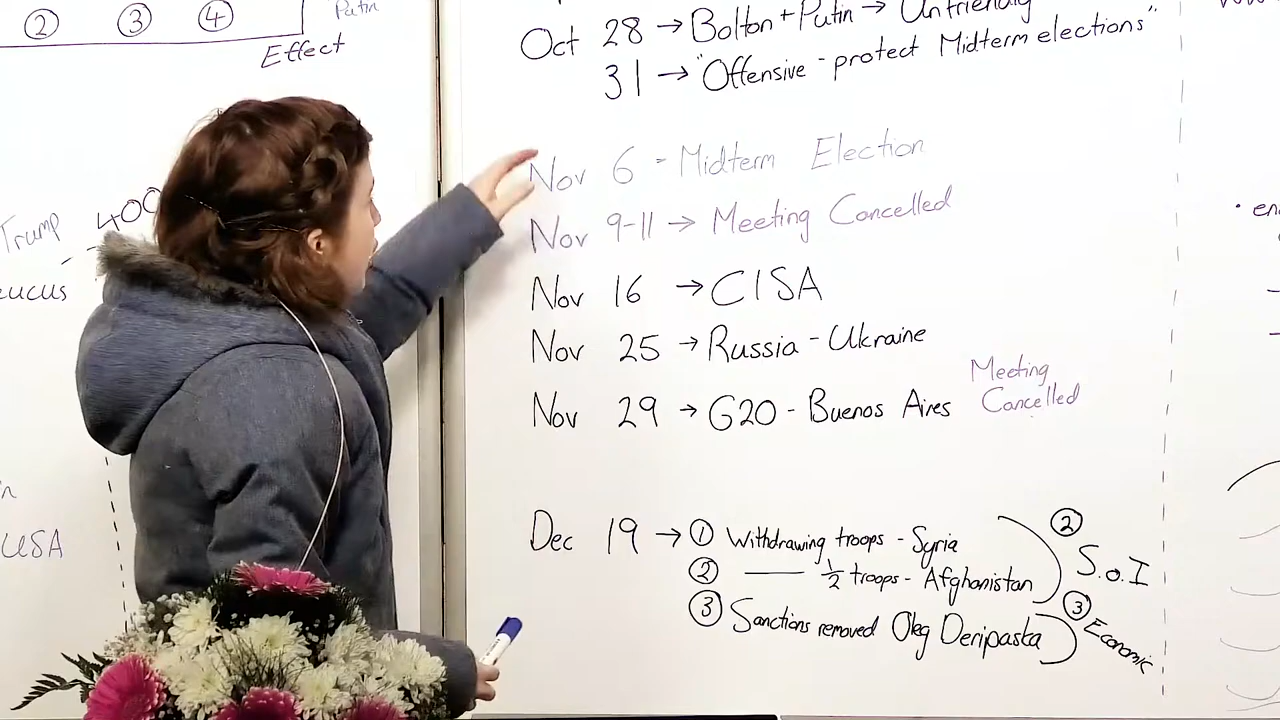 ② ③ ④
Effect
Trump 400
USA
Oct 28 → Bolton + Putin → Unfriendly
31 → "Offensive - protect Midterm elections"
Nov 6 - Midterm Election
Nov 9-11 → Meeting Cancelled
Nov 16 → CISA
Nov 25 → Russia - Ukraine
Nov 29 → G20 - Buenos Aires Meeting Cancelled
Dec 19 → ① Withdrawing troops - Syria
② —— ½ troops - Afghanistan
② S.o.I
③ Sanctions removed Oleg Deripaska
③ Economic